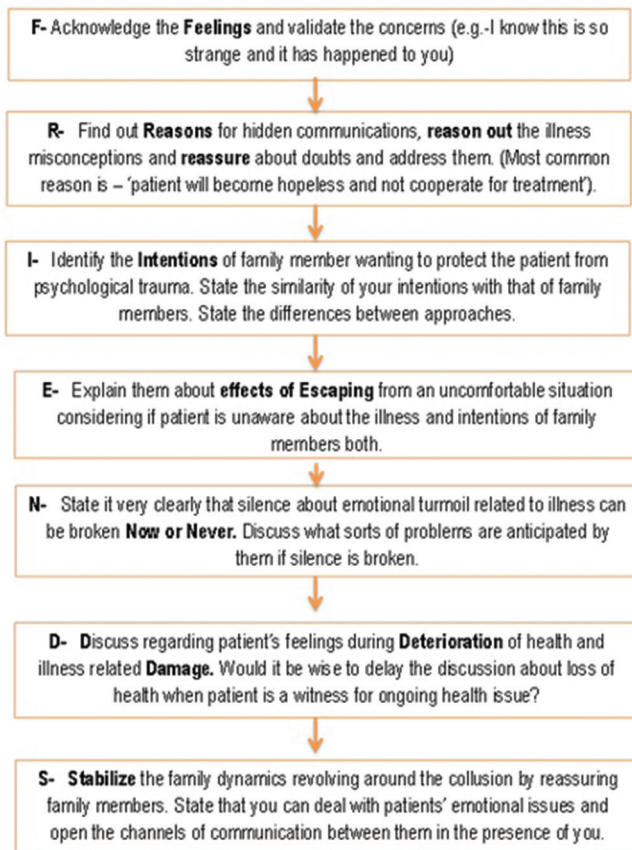 F- Acknowledge the Feelings and validate the concerns (e.g.-I know this is so
strange and it has happened to you)
R- Find out Reasons for hidden communications, reason out the illness
misconceptions and reassure about doubts and address them. (Most common
reason is – 'patient will become hopeless and not cooperate for treatment').
I- Identify the Intentions of family member wanting to protect the patient from
psychological trauma. State the similarity of your intentions with that of family
members. State the differences between approaches.
E- Explain them about effects of Escaping from an uncomfortable situation
considering if patient is unaware about the illness and intentions of family
members both.
N- State it very clearly that silence about emotional turmoil related to illness can
be broken Now or Never. Discuss what sorts of problems are anticipated by
them if silence is broken.
D- Discuss regarding patient's feelings during Deterioration of health and
illness related Damage. Would it be wise to delay the discussion about loss of
health when patient is a witness for ongoing health issue?
S- Stabilize the family dynamics revolving around the collusion by reassuring
family members. State that you can deal with patients' emotional issues and
open the channels of communication between them in the presence of you.